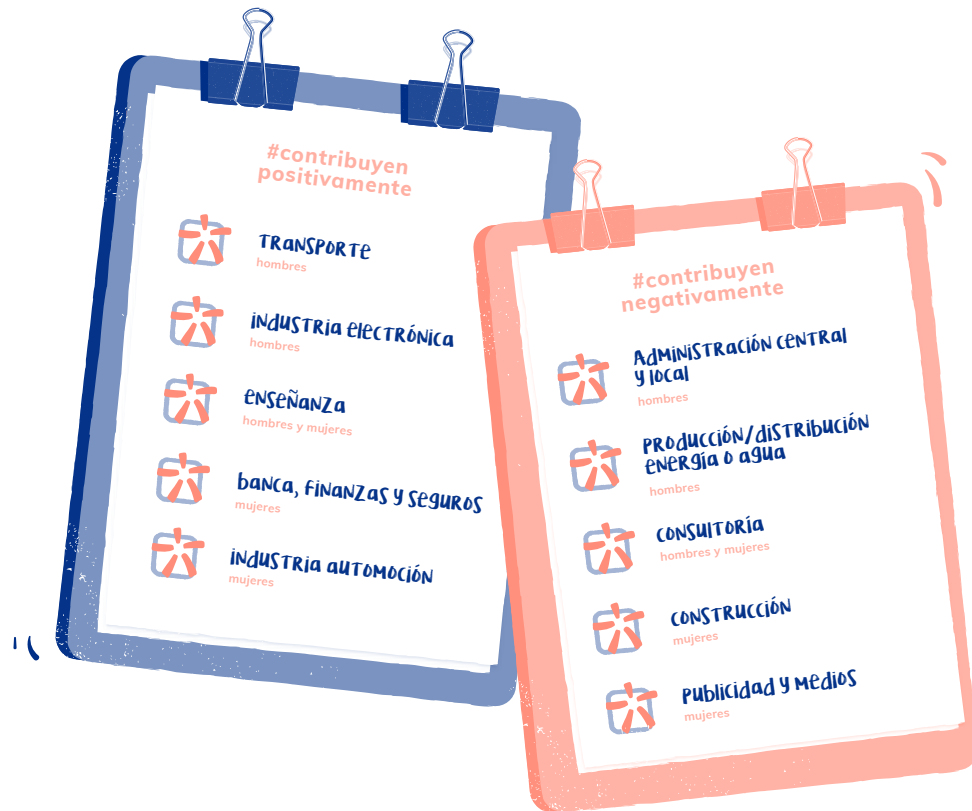 #contribuyen
positivamente
Transporte
hombres
industria electrónica
hombres
enseñanza
hombres y mujeres
banca, finanzas y seguros
mujeres
industria automoción
mujeres
#contribuyen
negativamente
Administración central
y local
hombres
Producción/distribución
energía o agua
hombres
consultoría
hombres y mujeres
construcción
mujeres
publicidad y medios
mujeres